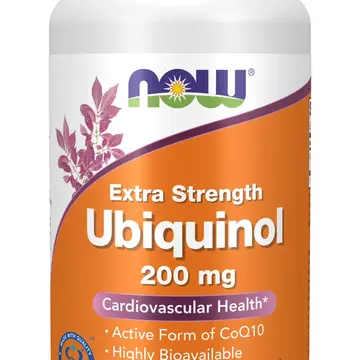 now®
Extra Strength
Ubiquinol
200 mg
Cardiovascular Health*
• Active Form of CoQ10
• Highly Bioavailable